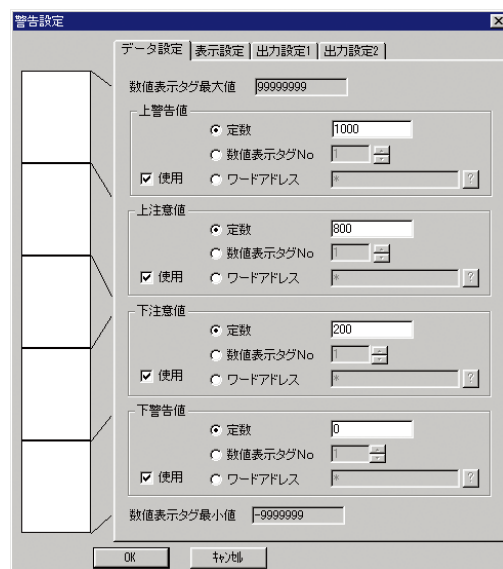 警告設定
データ設定 表示設定 出力設定1 出力設定2
数値表示タグ最大値 99999999
上警告値
定数 1000
数値表示タグNo 1
使用 ワードアドレス * ?
上注意値
定数 800
数値表示タグNo 1
使用 ワードアドレス * ?
下注意値
定数 200
数値表示タグNo 1
使用 ワードアドレス * ?
下警告値
定数 0
数値表示タグNo 1
使用 ワードアドレス * ?
数値表示タグ最小値 -9999999
OK キャンセル